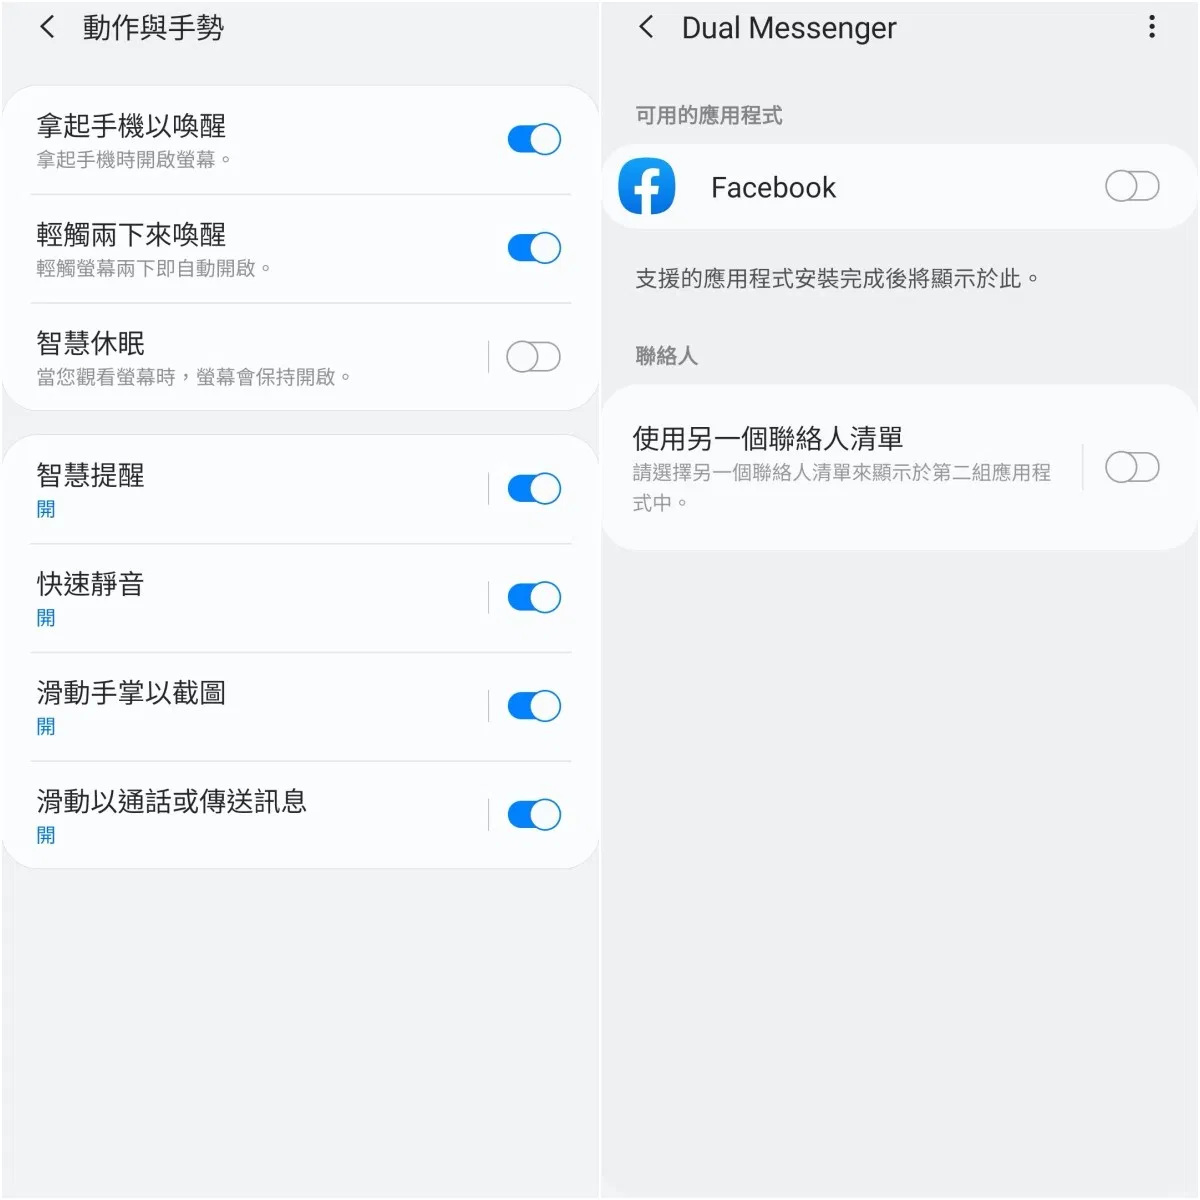 動作與手勢
拿起手機以喚醒
拿起手機時開啟螢幕。
輕觸兩下來喚醒
輕觸螢幕兩下即自動開啟。
智慧休眠
當您觀看螢幕時，螢幕會保持開啟。
智慧提醒
開
快速靜音
開
滑動手掌以截圖
開
滑動以通話或傳送訊息
開
Dual Messenger
可用的應用程式
Facebook
支援的應用程式安裝完成後將顯示於此。
聯絡人
使用另一個聯絡人清單
請選擇另一個聯絡人清單來顯示於第二組應用程
式中。